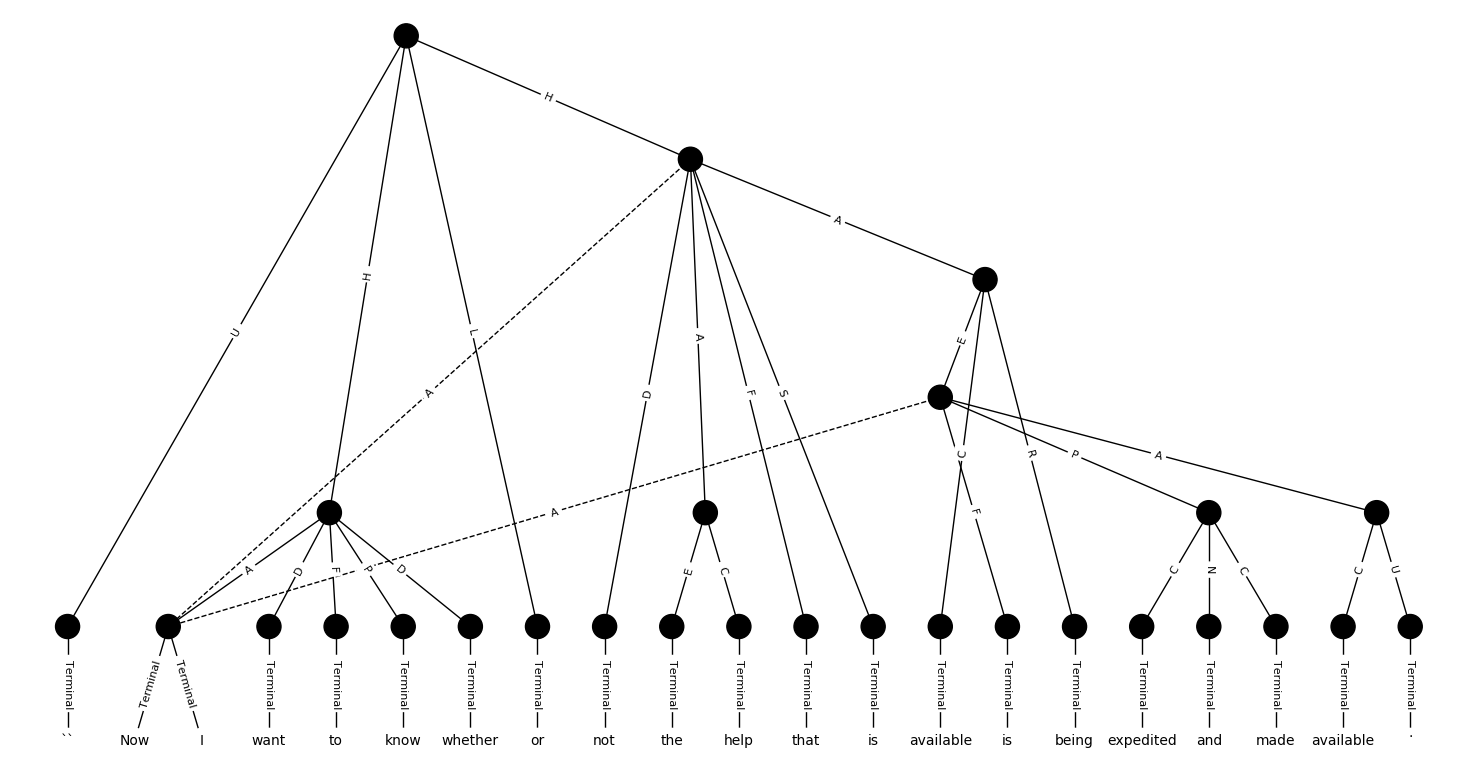 H
A
U
H
L
A
D
A
F
S
E
C
R
A
F
P
A
A
D
F
P
D
E
C
C
N
C
C
U
Terminal Terminal Terminal Terminal Terminal Terminal Terminal Terminal Terminal Terminal Terminal Terminal Terminal Terminal Terminal Terminal Terminal Terminal Terminal Terminal Terminal
`` Now I want to know whether or not the help that is available is being expedited and made available .